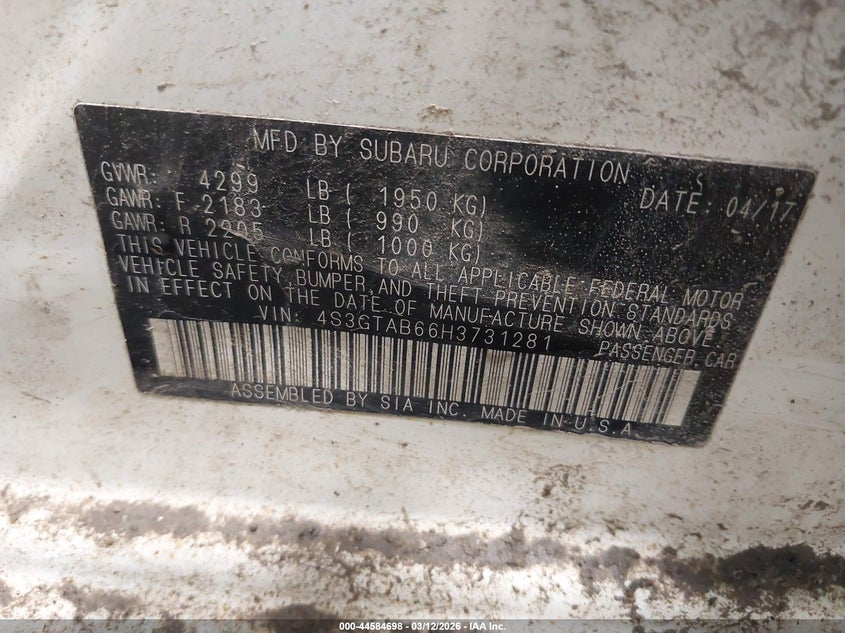 MFD BY SUBARU CORPORATION
GVWR: 4299 LB ( 1950 KG) DATE: 04/17
GAWR: F 2183 LB ( 990 KG)
GAWR: R 2205 LB ( 1000 KG)
THIS VEHICLE CONFORMS TO ALL APPLICABLE FEDERAL MOTOR
VEHICLE SAFETY BUMPER, AND THEFT PREVENTION STANDARDS
IN EFFECT ON THE DATE OF MANUFACTURE SHOWN ABOVE.
VIN: 4S3GTAB66H3731281 PASSENGER CAR
ASSEMBLED BY SIA INC. MADE IN U.S.A
000-44584698 - 03/12/2026 - IAA Inc.